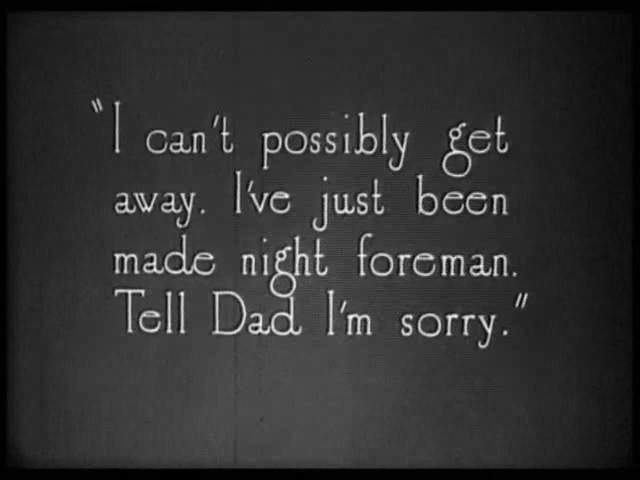 "I can't possibly get
away. I've just been
made night foreman.
Tell Dad I'm sorry."